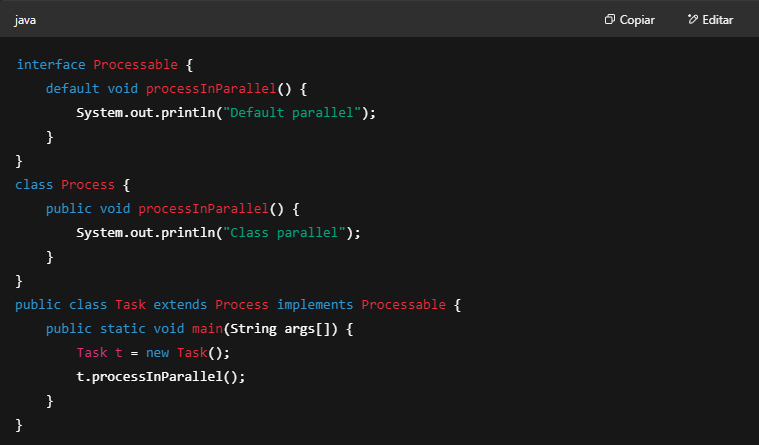 java
Copiar
Editar
interface Processable {
    default void processInParallel() {
        System.out.println("Default parallel");
    }
}
class Process {
    public void processInParallel() {
        System.out.println("Class parallel");
    }
}
public class Task extends Process implements Processable {
    public static void main(String args[]) {
        Task t = new Task();
        t.processInParallel();
    }
}